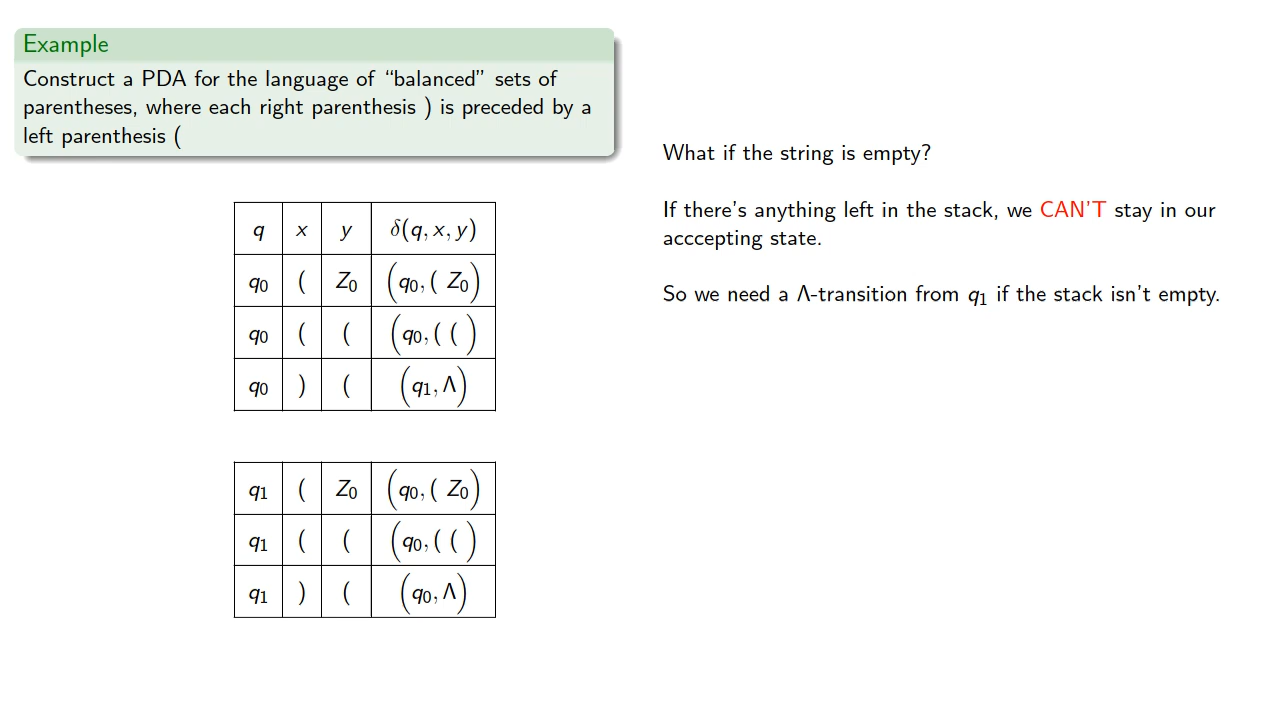 Example
Construct a PDA for the language of “balanced” sets of
parentheses, where each right parenthesis ) is preceded by a
left parenthesis (
What if the string is empty?
If there’s anything left in the stack, we CAN’T stay in our
acccepting state.
So we need a Λ-transition from q₁ if the stack isn’t empty.
q x y δ(q, x, y)
q₀ ( Z₀ (q₀, ( Z₀)
q₀ ( ( (q₀, ( ( )
q₀ ) ( (q₁, Λ)
q₁ ( Z₀ (q₀, ( Z₀)
q₁ ( ( (q₀, ( ( )
q₁ ) ( (q₀, Λ)